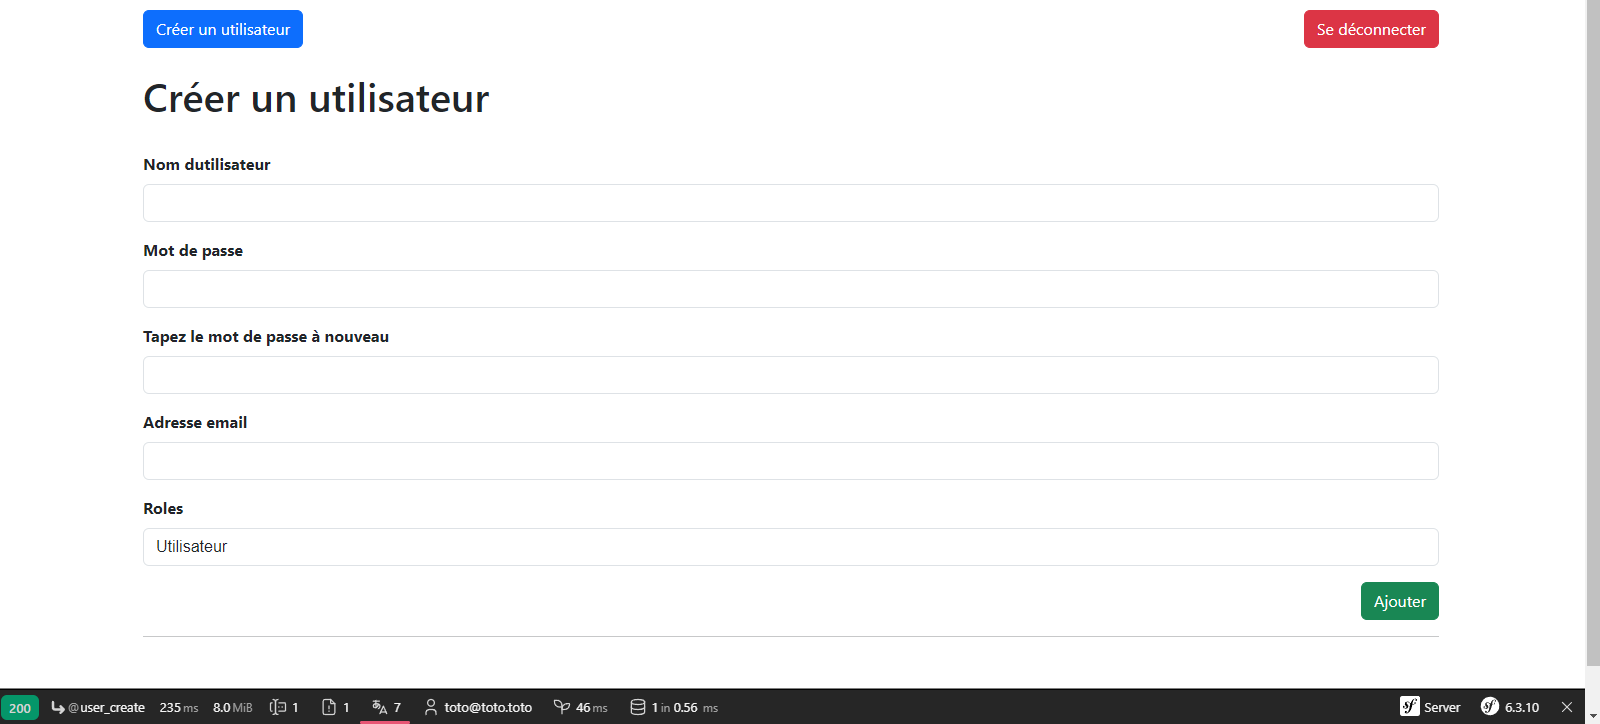 Créer un utilisateur Se déconnecter
Créer un utilisateur
Nom dutilisateur
Mot de passe
Tapez le mot de passe à nouveau
Adresse email
Roles
Utilisateur
Ajouter
200 @user_create 235 ms 8.0 MiB 1 1 7 toto@toto.toto 46 ms 1 in 0.56 ms sf Server sf 6.3.10